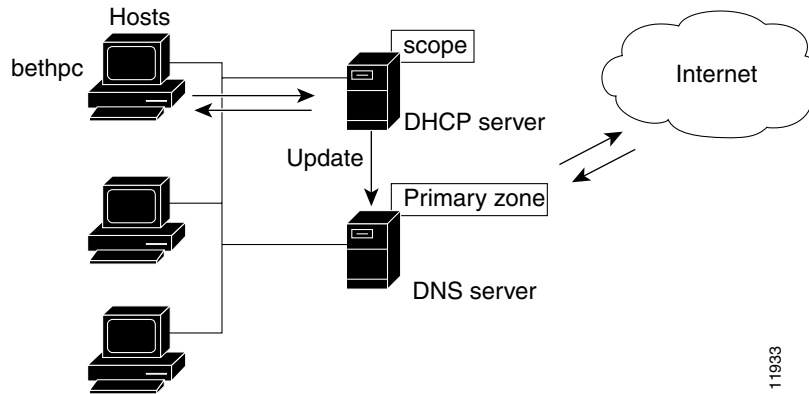 Hosts
bethpc
scope
Internet
DHCP server
Update
Primary zone
DNS server
11933